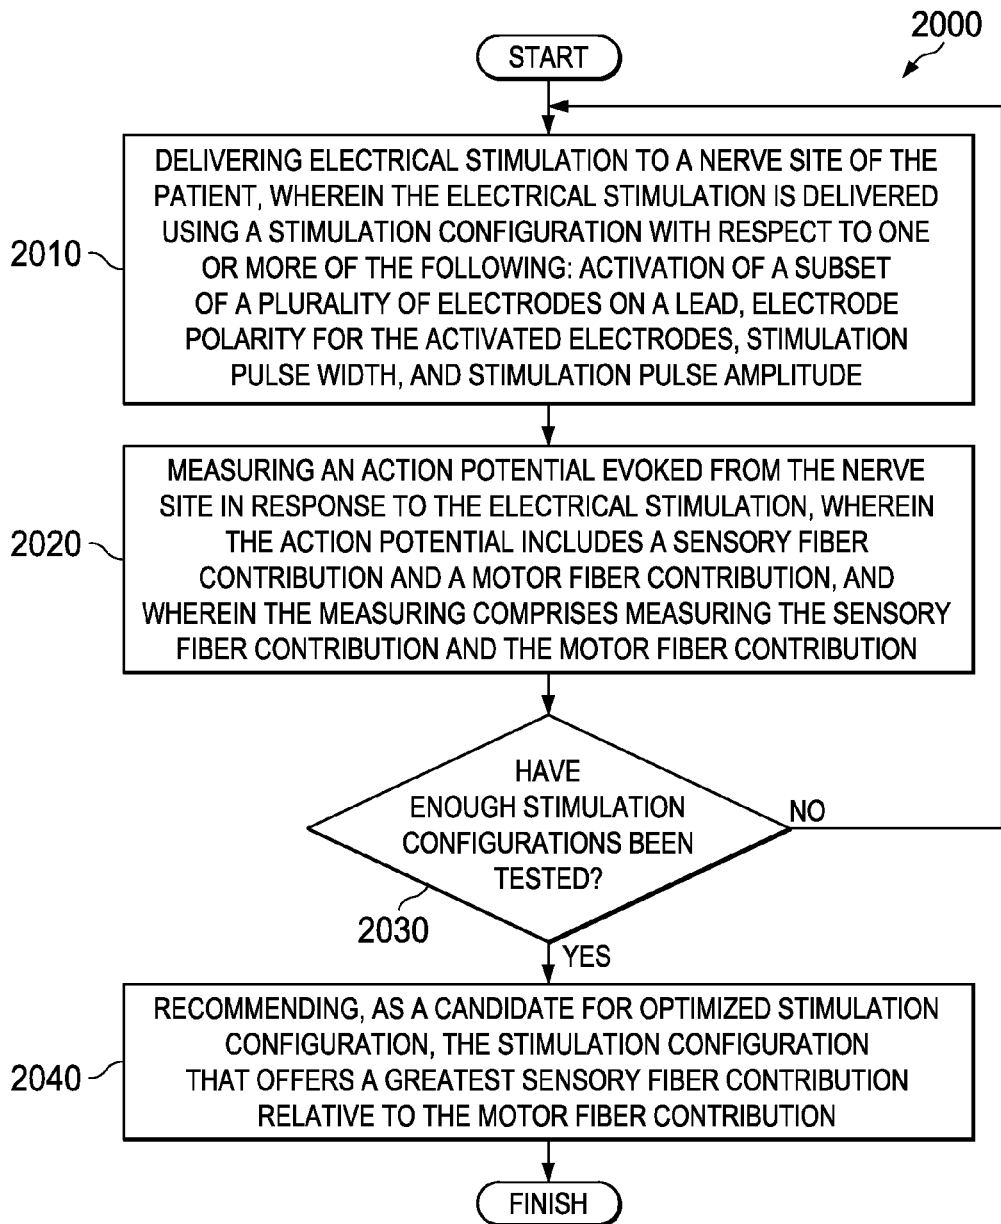 2000
START
2010
DELIVERING ELECTRICAL STIMULATION TO A NERVE SITE OF THE
PATIENT, WHEREIN THE ELECTRICAL STIMULATION IS DELIVERED
USING A STIMULATION CONFIGURATION WITH RESPECT TO ONE
OR MORE OF THE FOLLOWING: ACTIVATION OF A SUBSET
OF A PLURALITY OF ELECTRODES ON A LEAD, ELECTRODE
POLARITY FOR THE ACTIVATED ELECTRODES, STIMULATION
PULSE WIDTH, AND STIMULATION PULSE AMPLITUDE
2020
MEASURING AN ACTION POTENTIAL EVOKED FROM THE NERVE
SITE IN RESPONSE TO THE ELECTRICAL STIMULATION, WHEREIN
THE ACTION POTENTIAL INCLUDES A SENSORY FIBER
CONTRIBUTION AND A MOTOR FIBER CONTRIBUTION, AND
WHEREIN THE MEASURING COMPRISES MEASURING THE SENSORY
FIBER CONTRIBUTION AND THE MOTOR FIBER CONTRIBUTION
HAVE
ENOUGH STIMULATION
CONFIGURATIONS BEEN
TESTED?
NO
2030
YES
2040
RECOMMENDING, AS A CANDIDATE FOR OPTIMIZED STIMULATION
CONFIGURATION, THE STIMULATION CONFIGURATION
THAT OFFERS A GREATEST SENSORY FIBER CONTRIBUTION
RELATIVE TO THE MOTOR FIBER CONTRIBUTION
FINISH